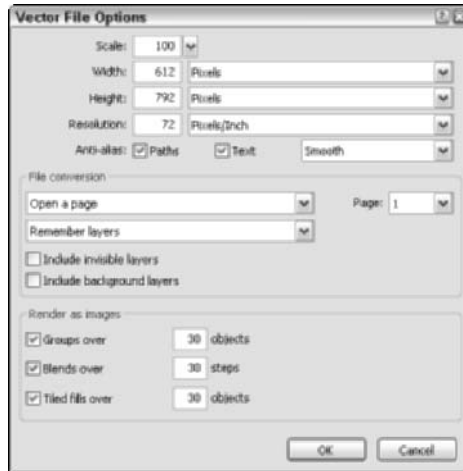 Vector File Options
Scale: 100
Width: 612 Pixels
Height: 792 Pixels
Resolution: 72 Pixels/Inch
Anti-alias: Paths Text Smooth
File conversion
Open a page Page: 1
Remember layers
Include invisible layers
Include background layers
Render as images
Groups over 30 objects
Blends over 30 steps
Tiled fills over 30 objects
OK Cancel